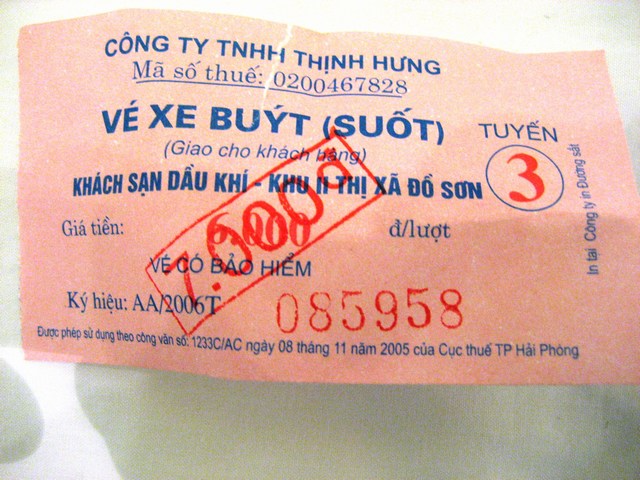 CÔNG TY TNHH THỊNH HƯNG
Mã số thuế: 0200467828
VÉ XE BUÝT (SUỐT)
(Giao cho khách hàng)
TUYẾN
3
KHÁCH SẠN DẦU KHÍ - KHU II THỊ XÃ ĐỒ SƠN
Giá tiền: 6.000 đ/lượt
7.000đ
VÉ CÓ BẢO HIỂM
Ký hiệu: AA/2006T
085958
Được phép sử dụng theo công văn số: 1233C/AC ngày 08 tháng 11 năm 2005 của Cục thuế TP Hải Phòng
In tại Công ty in Đường sắt